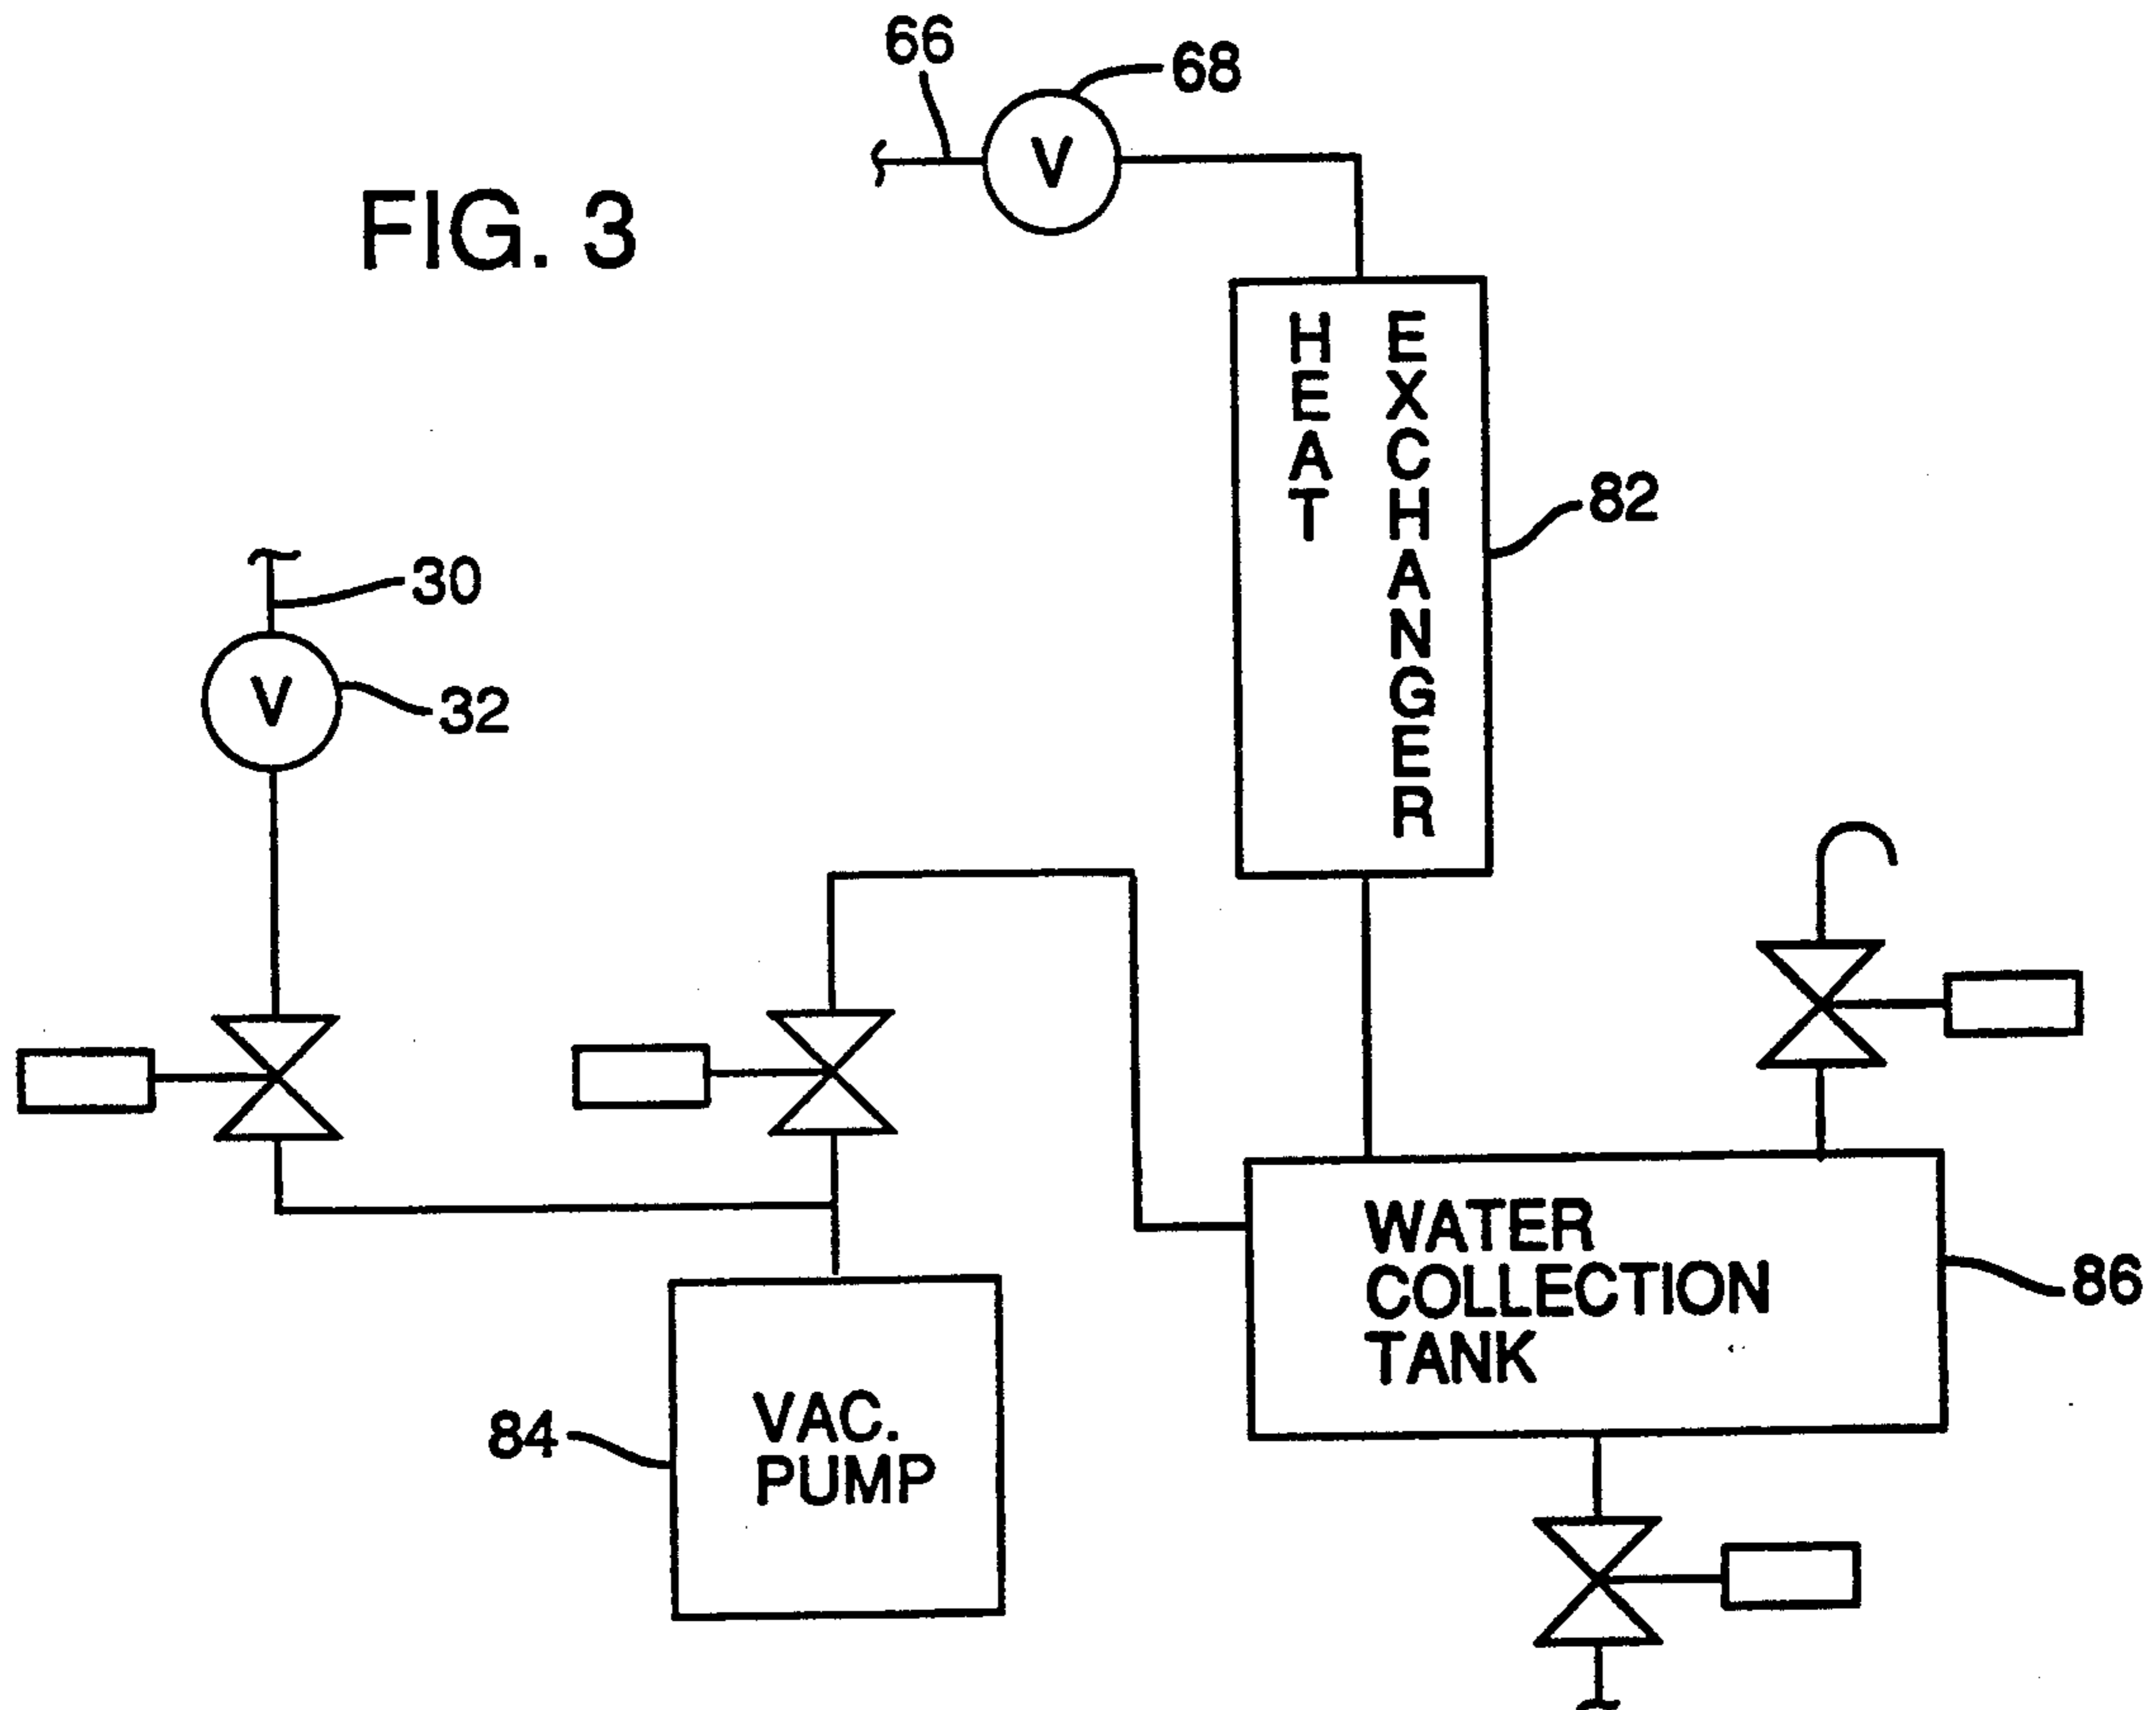 66
68
V
FIG. 3
HEAT
EXCHANGER
82
30
V
32
WATER
COLLECTION
TANK
86
VAC.
PUMP
84